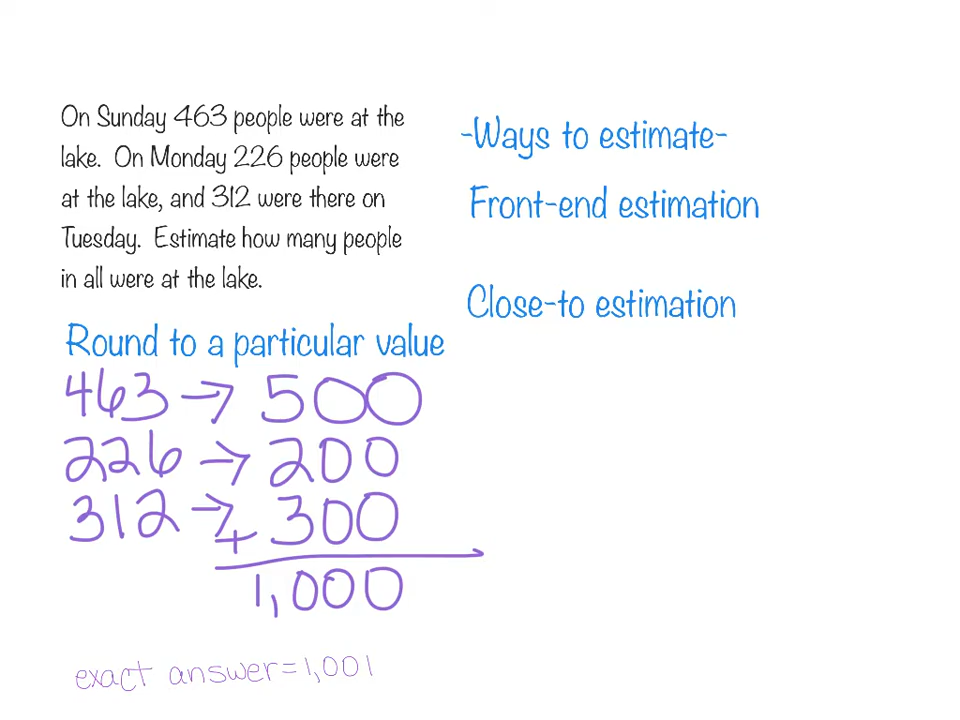 On Sunday 463 people were at the
lake. On Monday 226 people were
at the lake, and 312 were there on
Tuesday. Estimate how many people
in all were at the lake.
Round to a particular value
463 → 500
226 → 200
312 → + 300
1,000
exact answer = 1,001
-Ways to estimate-
Front-end estimation
Close-to estimation